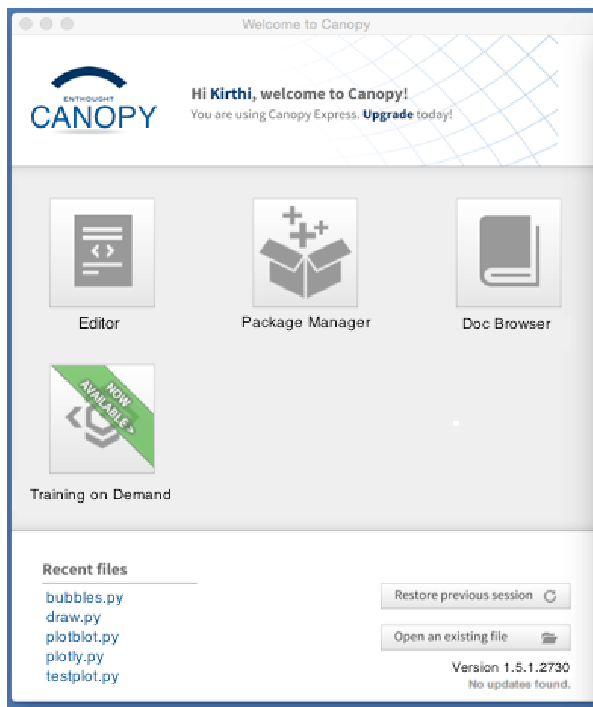 Welcome to Canopy
ENTHOUGHT
CANOPY
Hi Kirthi, welcome to Canopy!
You are using Canopy Express. Upgrade today!
Editor
Package Manager
Doc Browser
NOW
AVAILABLE >
Training on Demand
Recent files
bubbles.py
draw.py
plotblot.py
plotly.py
testplot.py
Restore previous session
Open an existing file
Version 1.5.1.2730
No updates found.